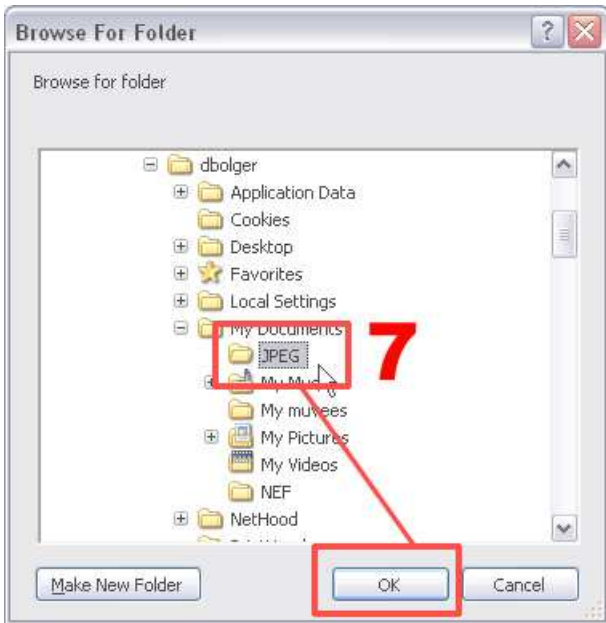 Browse For Folder
Browse for folder
dbolger
Application Data
Cookies
Desktop
Favorites
Local Settings
My Documents
7
JPEG
My
My muvees
My Pictures
My Videos
NEF
NetHood
Make New Folder
OK
Cancel